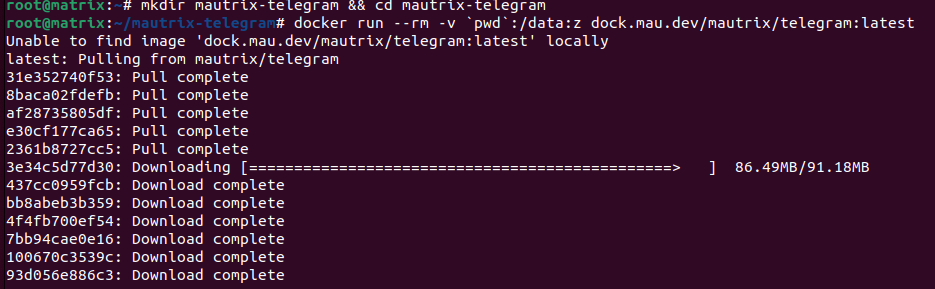 root@matrix:~# mkdir mautrix-telegram && cd mautrix-telegram
root@matrix:~/mautrix-telegram# docker run --rm -v `pwd`:/data:z dock.mau.dev/mautrix/telegram:latest
Unable to find image 'dock.mau.dev/mautrix/telegram:latest' locally
latest: Pulling from mautrix/telegram
31e352740f53: Pull complete
8baca02fdefb: Pull complete
af28735805df: Pull complete
e30cf177ca65: Pull complete
2361b8727cc5: Pull complete
3e34c5d77d30: Downloading [===============================================>   ]  86.49MB/91.18MB
437cc0959fcb: Download complete
bb8abeb3b359: Download complete
4f4fb700ef54: Download complete
7bb94cae0e16: Download complete
100670c3539c: Download complete
93d056e886c3: Download complete